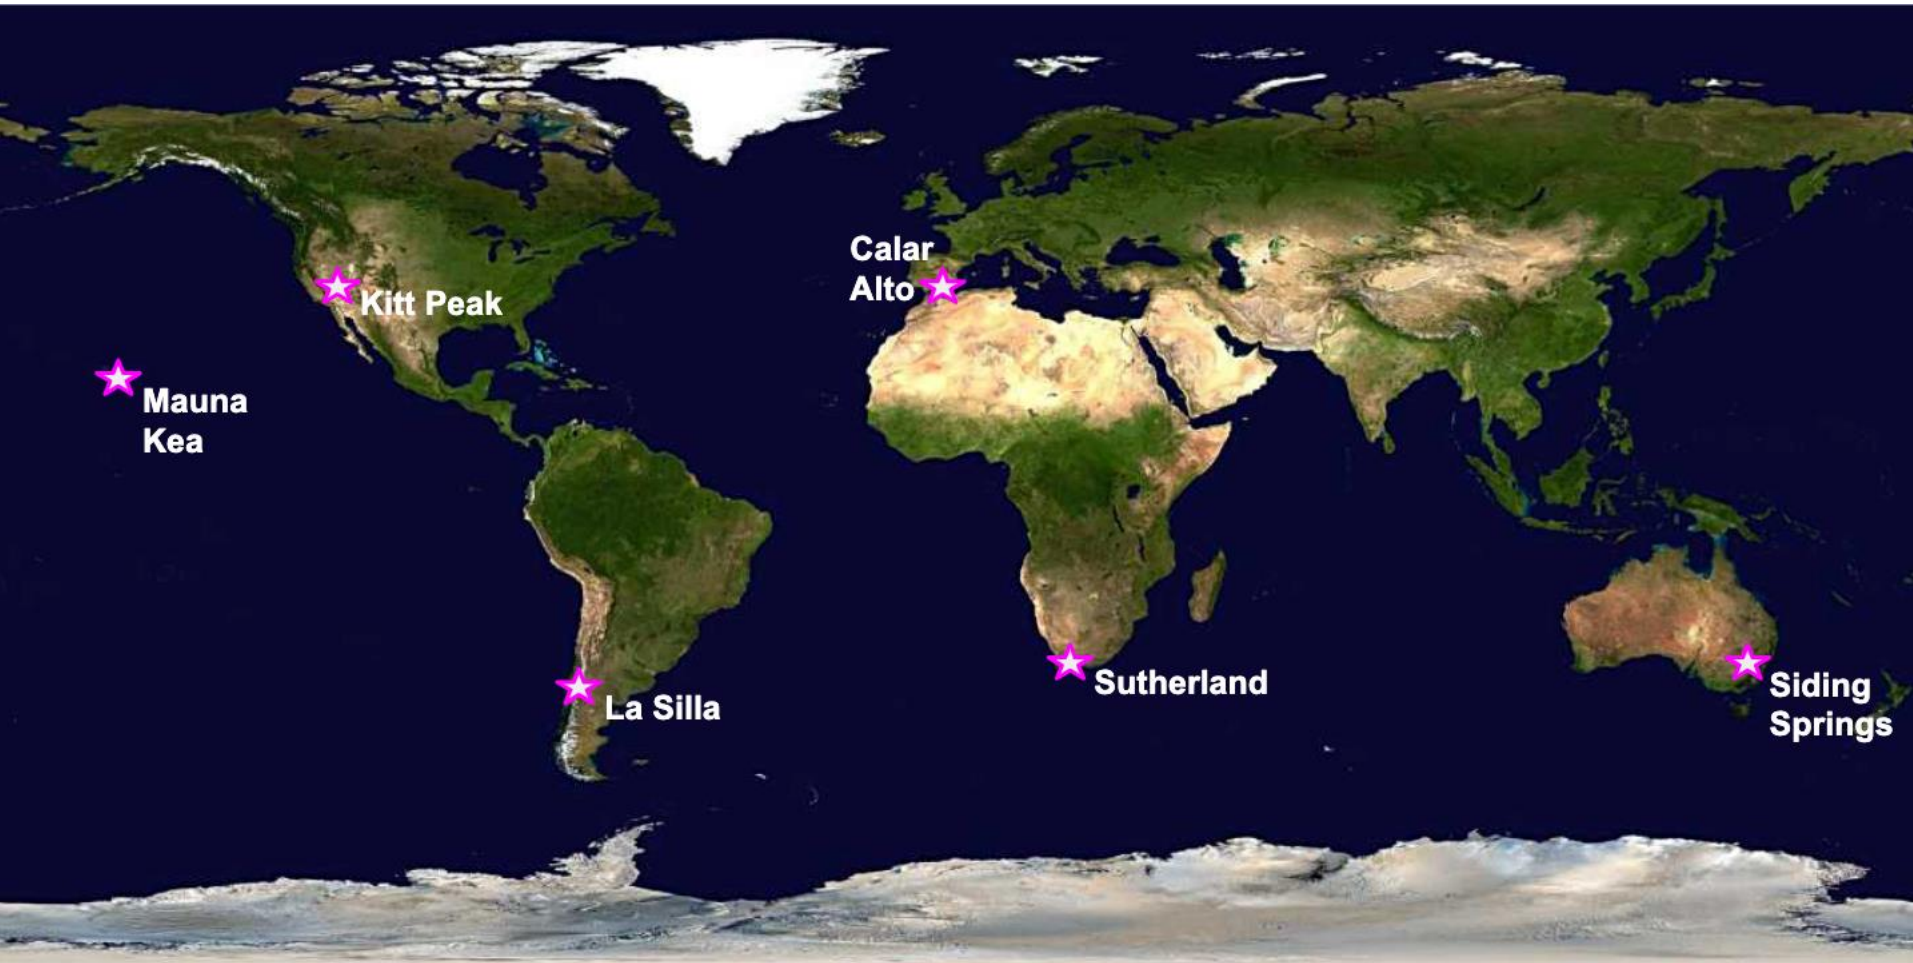 Calar
Alto
Kitt Peak
Mauna
Kea
Sutherland
La Silla
Siding
Springs